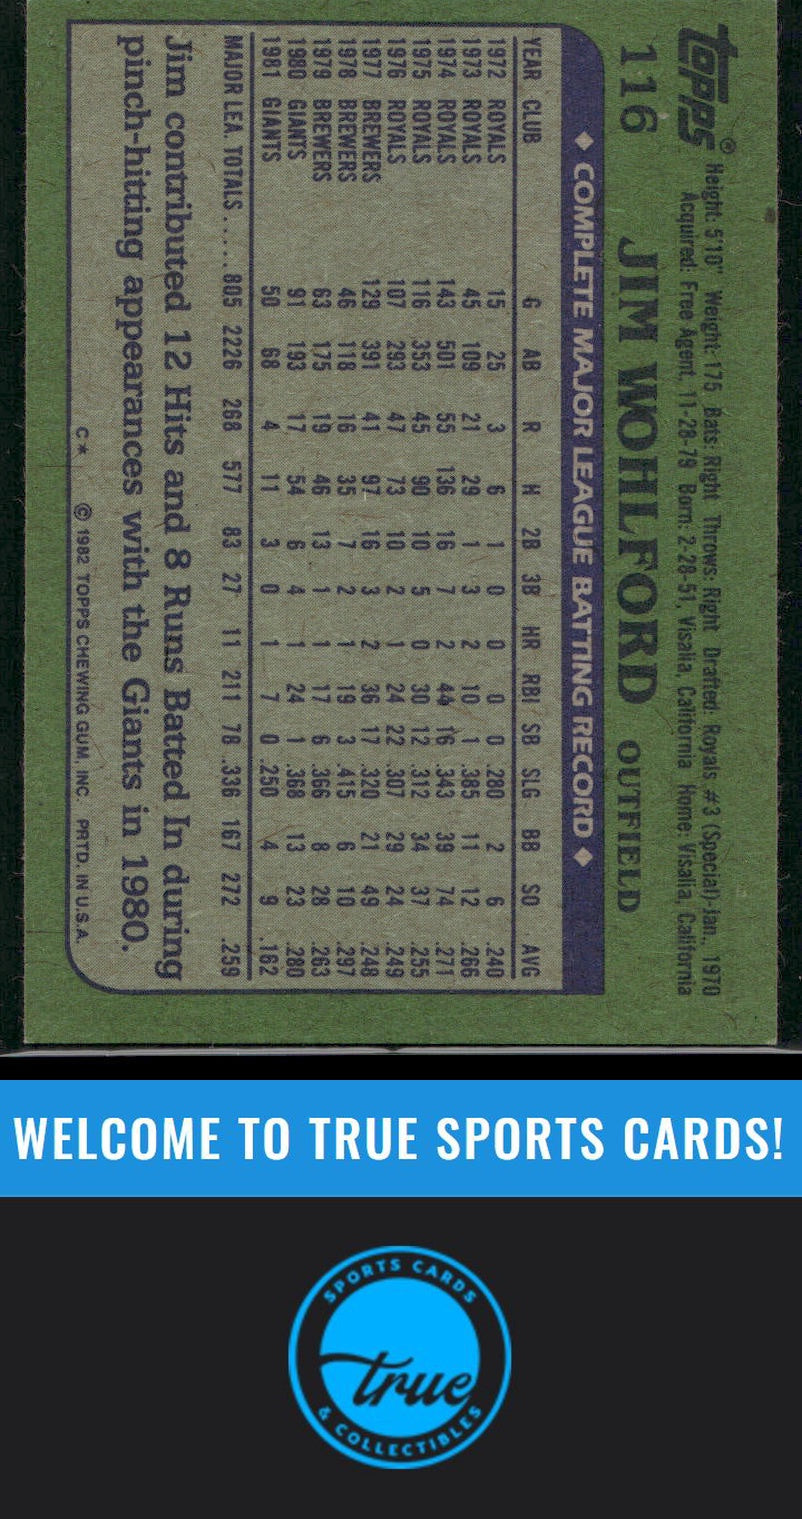 topps®
116 JIM WOHLFORD OUTFIELD
Height: 5'10" Weight: 175 Bats: Right Throws: Right Drafted: Royals #3 (Special)-Jan., 1970
Acquired: Free Agent, 11-28-79 Born: 2-28-51, Visalia, California Home: Visalia, California
◆ COMPLETE MAJOR LEAGUE BATTING RECORD ◆
YEAR CLUB G AB R H 2B 3B HR RBI SB SLG BB SO AVG
1972 ROYALS 15 25 3 6 1 0 0 0 0 .280 2 6 .240
1973 ROYALS 45 109 21 29 1 3 2 10 1 .385 11 12 .266
1974 ROYALS 143 501 55 136 16 7 2 44 16 .343 39 74 .271
1975 ROYALS 116 353 45 90 10 5 0 30 12 .312 34 37 .255
1976 ROYALS 107 293 47 73 10 2 1 24 22 .307 29 24 .249
1977 BREWERS 129 391 41 97 16 3 2 36 17 .320 21 49 .248
1978 BREWERS 46 118 16 35 7 2 1 19 3 .415 6 10 .297
1979 BREWERS 63 175 19 46 13 1 1 17 6 .366 8 28 .263
1980 GIANTS 91 193 17 54 6 4 1 24 1 .368 13 23 .280
1981 GIANTS 50 68 4 11 3 0 1 7 0 .250 4 9 .162
MAJOR LEA. TOTALS...... 805 2226 268 577 83 27 11 211 78 .336 167 272 .259
Jim contributed 12 Hits and 8 Runs Batted In during
pinch-hitting appearances with the Giants in 1980.
C* © 1982 TOPPS CHEWING GUM, INC. PRTD. IN U.S.A.
WELCOME TO TRUE SPORTS CARDS!
SPORTS CARDS
true
& COLLECTIBLES